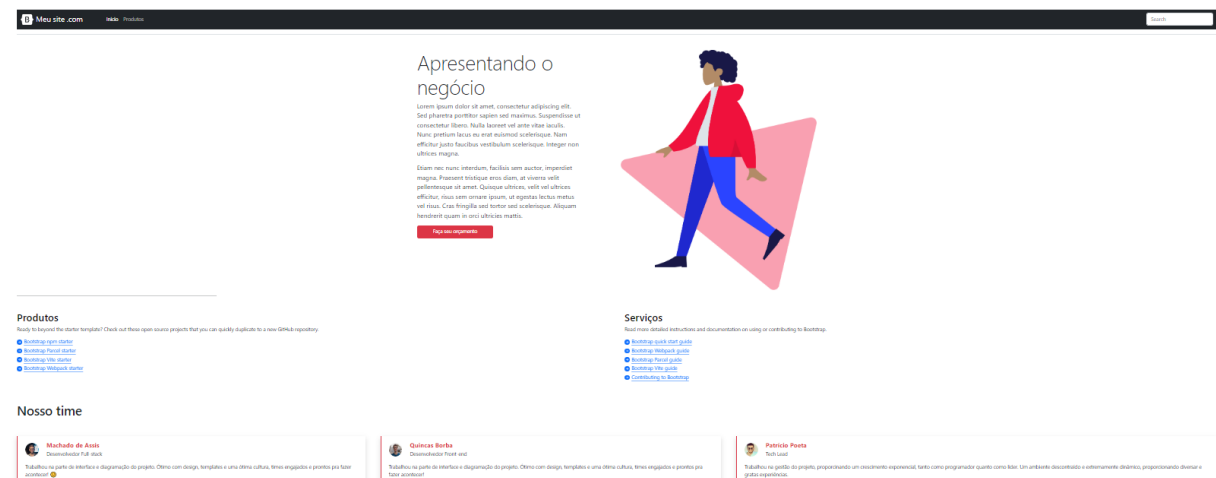 B Meu site .com Início Produtos Search
Apresentando o
negócio
Lorem ipsum dolor sit amet, consectetur adipiscing elit.
Sed pharetra porttitor sapien sed maximus. Suspendisse ut
consectetur libero. Nulla laoreet vel ante vitae iaculis.
Nunc pretium lacus eu erat euismod scelerisque. Nam
efficitur justo faucibus vestibulum scelerisque. Integer non
ultrices magna.
Etiam nec nunc interdum, facilisis sem auctor, imperdiet
magna. Praesent tristique eros diam, at viverra velit
pellentesque sit amet. Quisque ultrices, velit vel ultrices
efficitur, risus sem ornare ipsum, ut egestas lectus metus
vel risus. Cras fringilla sed tortor sed scelerisque. Aliquam
hendrerit quam in orci ultricies mattis.
Faça seu orçamento
Produtos
Ready to beyond the starter template? Check out these open source projects that you can quickly duplicate to a new GitHub repository.
Bootstrap npm starter
Bootstrap Parcel starter
Bootstrap Vite starter
Bootstrap Webpack starter
Serviços
Read more detailed instructions and documentation on using or contributing to Bootstrap.
Bootstrap quick start guide
Bootstrap Webpack guide
Bootstrap Parcel guide
Bootstrap Vite guide
Contributing to Bootstrap
Nosso time
Machado de Assis
Desenvolvedor Full stack
Trabalhou na parte de interface e diagramação do projeto. Otimo com design, templates e uma ótima cultura, times engajados e prontos pra fazer
acontecer! 😊
Quincas Borba
Desenvolvedor Front-end
Trabalhou na parte de interface e diagramação do projeto. Otimo com design, templates e uma ótima cultura, times engajados e prontos pra
fazer acontecer!
Patricio Poeta
Tech Lead
Trabalhou na gestão do projeto, proporcionando um crescimento exponencial, tanto como programador quanto como líder. Um ambiente descontraído e extremamente dinâmico, proporcionando diversas e
gratas experiências.